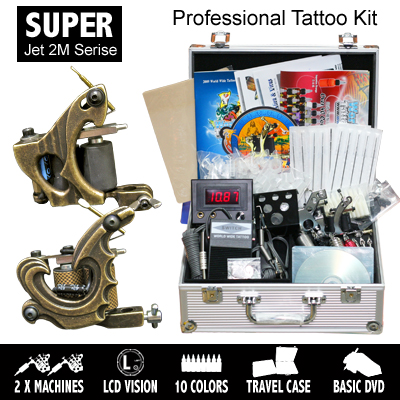 SUPER
Jet 2M Serise
Professional Tattoo Kit
10.87
2 X MACHINES
LCD VISION
10 COLORS
TRAVEL CASE
BASIC DVD